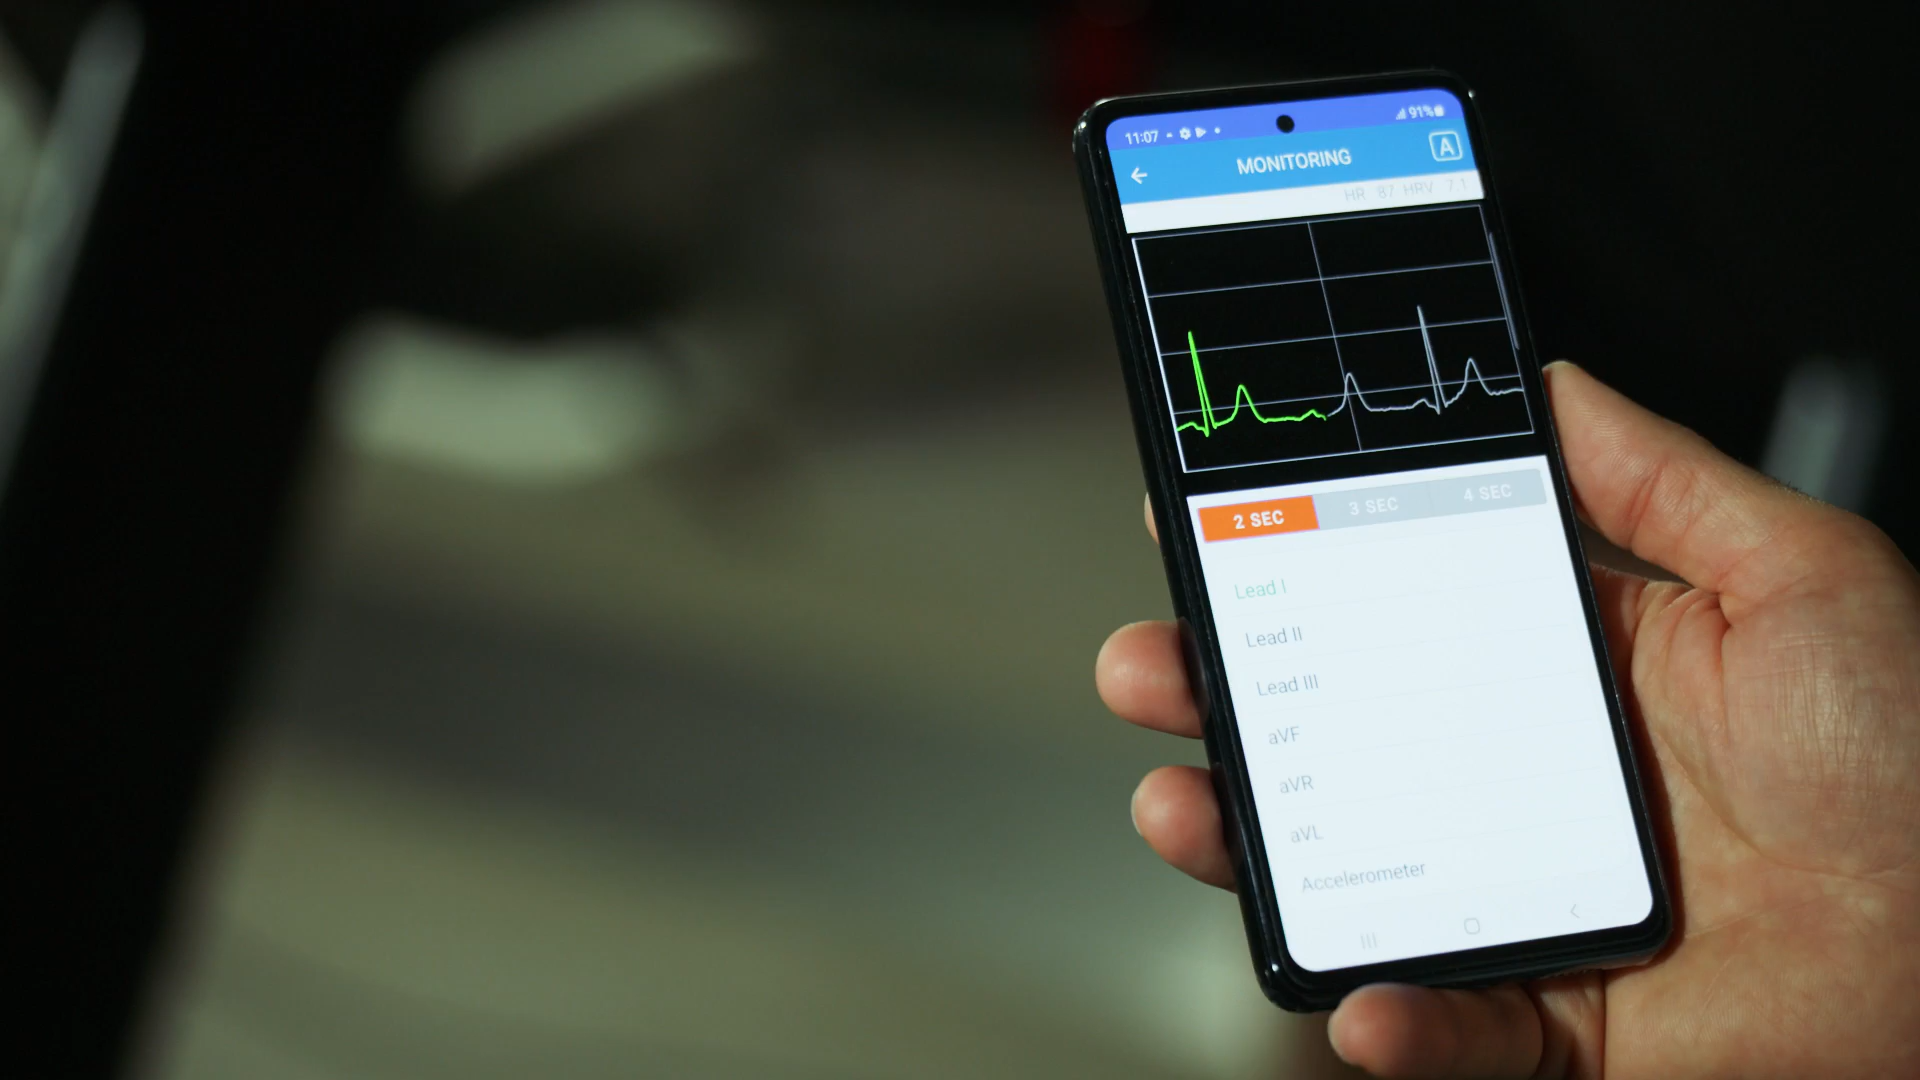 11:07
91%
MONITORING
A
HR 87 HRV 7,1
2 SEC 3 SEC 4 SEC
Lead I
Lead II
Lead III
aVF
aVR
aVL
Accelerometer